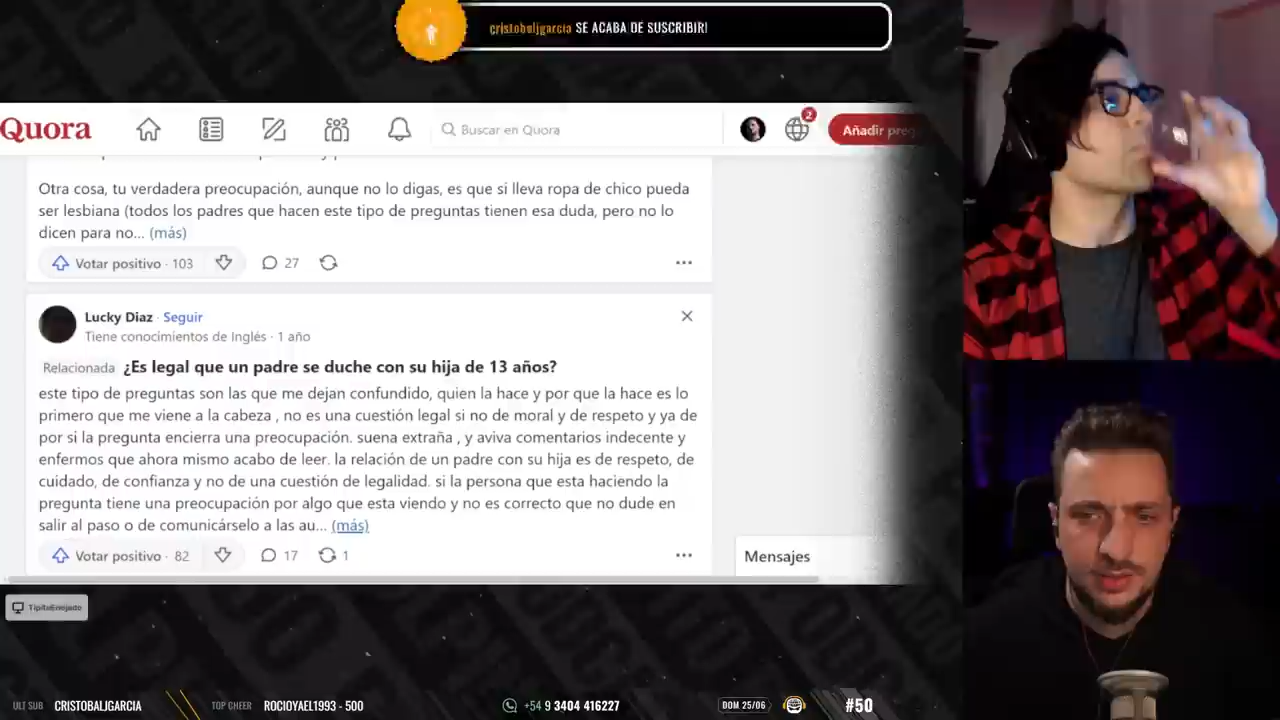 cristobaljgarcia SE ACABA DE SUSCRIBIR!
Quora
Buscar en Quora
2
Añadir preg
Otra cosa, tu verdadera preocupación, aunque no lo digas, es que si lleva ropa de chico pueda
ser lesbiana (todos los padres que hacen este tipo de preguntas tienen esa duda, pero no lo
dicen para no... (más)
Votar positivo · 103
27
Lucky Diaz · Seguir
Tiene conocimientos de Inglés · 1 año
Relacionada ¿Es legal que un padre se duche con su hija de 13 años?
este tipo de preguntas son las que me dejan confundido, quien la hace y por que la hace es lo
primero que me viene a la cabeza , no es una cuestión legal si no de moral y de respeto y ya de
por si la pregunta encierra una preocupación. suena extraña , y aviva comentarios indecente y
enfermos que ahora mismo acabo de leer. la relación de un padre con su hija es de respeto, de
cuidado, de confianza y no de una cuestión de legalidad. si la persona que esta haciendo la
pregunta tiene una preocupación por algo que esta viendo y no es correcto que no dude en
salir al paso o de comunicárselo a las au... (más)
Votar positivo · 82
17
1
Mensajes
TipitoEnojado
ULT SUB CRISTOBALJGARCIA
TOP CHEER ROCIOYAEL1993 - 500
+54 9 3404 416227
DOM 25/06
#50